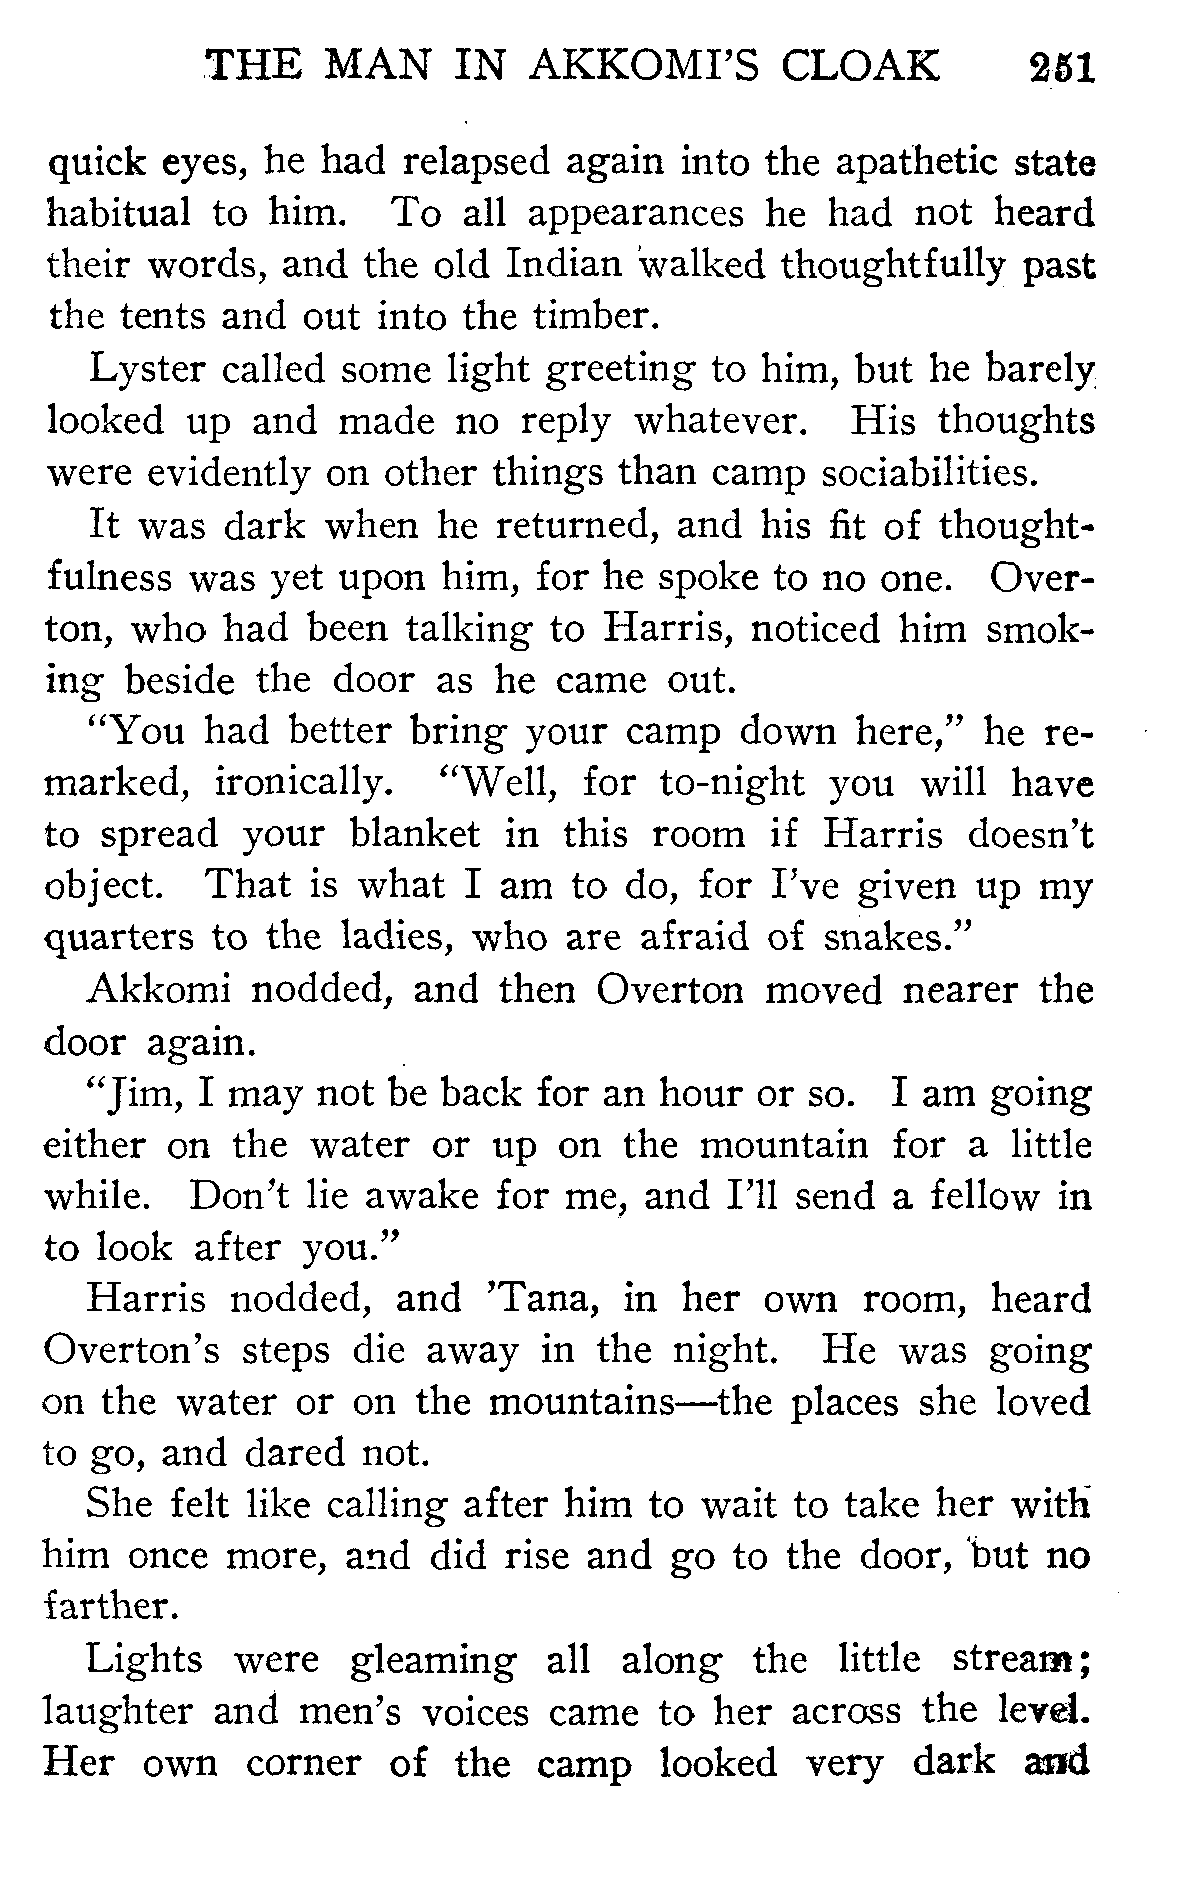 THE MAN IN AKKOMI'S CLOAK 251
quick eyes, he had relapsed again into the apathetic state
habitual to him. To all appearances he had not heard
their words, and the old Indian walked thoughtfully past
the tents and out into the timber.
Lyster called some light greeting to him, but he barely
looked up and made no reply whatever. His thoughts
were evidently on other things than camp sociabilities.
It was dark when he returned, and his fit of thought-
fulness was yet upon him, for he spoke to no one. Over-
ton, who had been talking to Harris, noticed him smok-
ing beside the door as he came out.
"You had better bring your camp down here," he re-
marked, ironically. "Well, for to-night you will have
to spread your blanket in this room if Harris doesn't
object. That is what I am to do, for I've given up my
quarters to the ladies, who are afraid of snakes."
Akkomi nodded, and then Overton moved nearer the
door again.
"Jim, I may not be back for an hour or so. I am going
either on the water or up on the mountain for a little
while. Don't lie awake for me, and I'll send a fellow in
to look after you."
Harris nodded, and 'Tana, in her own room, heard
Overton's steps die away in the night. He was going
on the water or on the mountains—the places she loved
to go, and dared not.
She felt like calling after him to wait to take her with
him once more, and did rise and go to the door, but no
farther.
Lights were gleaming all along the little stream;
laughter and men's voices came to her across the level.
Her own corner of the camp looked very dark and